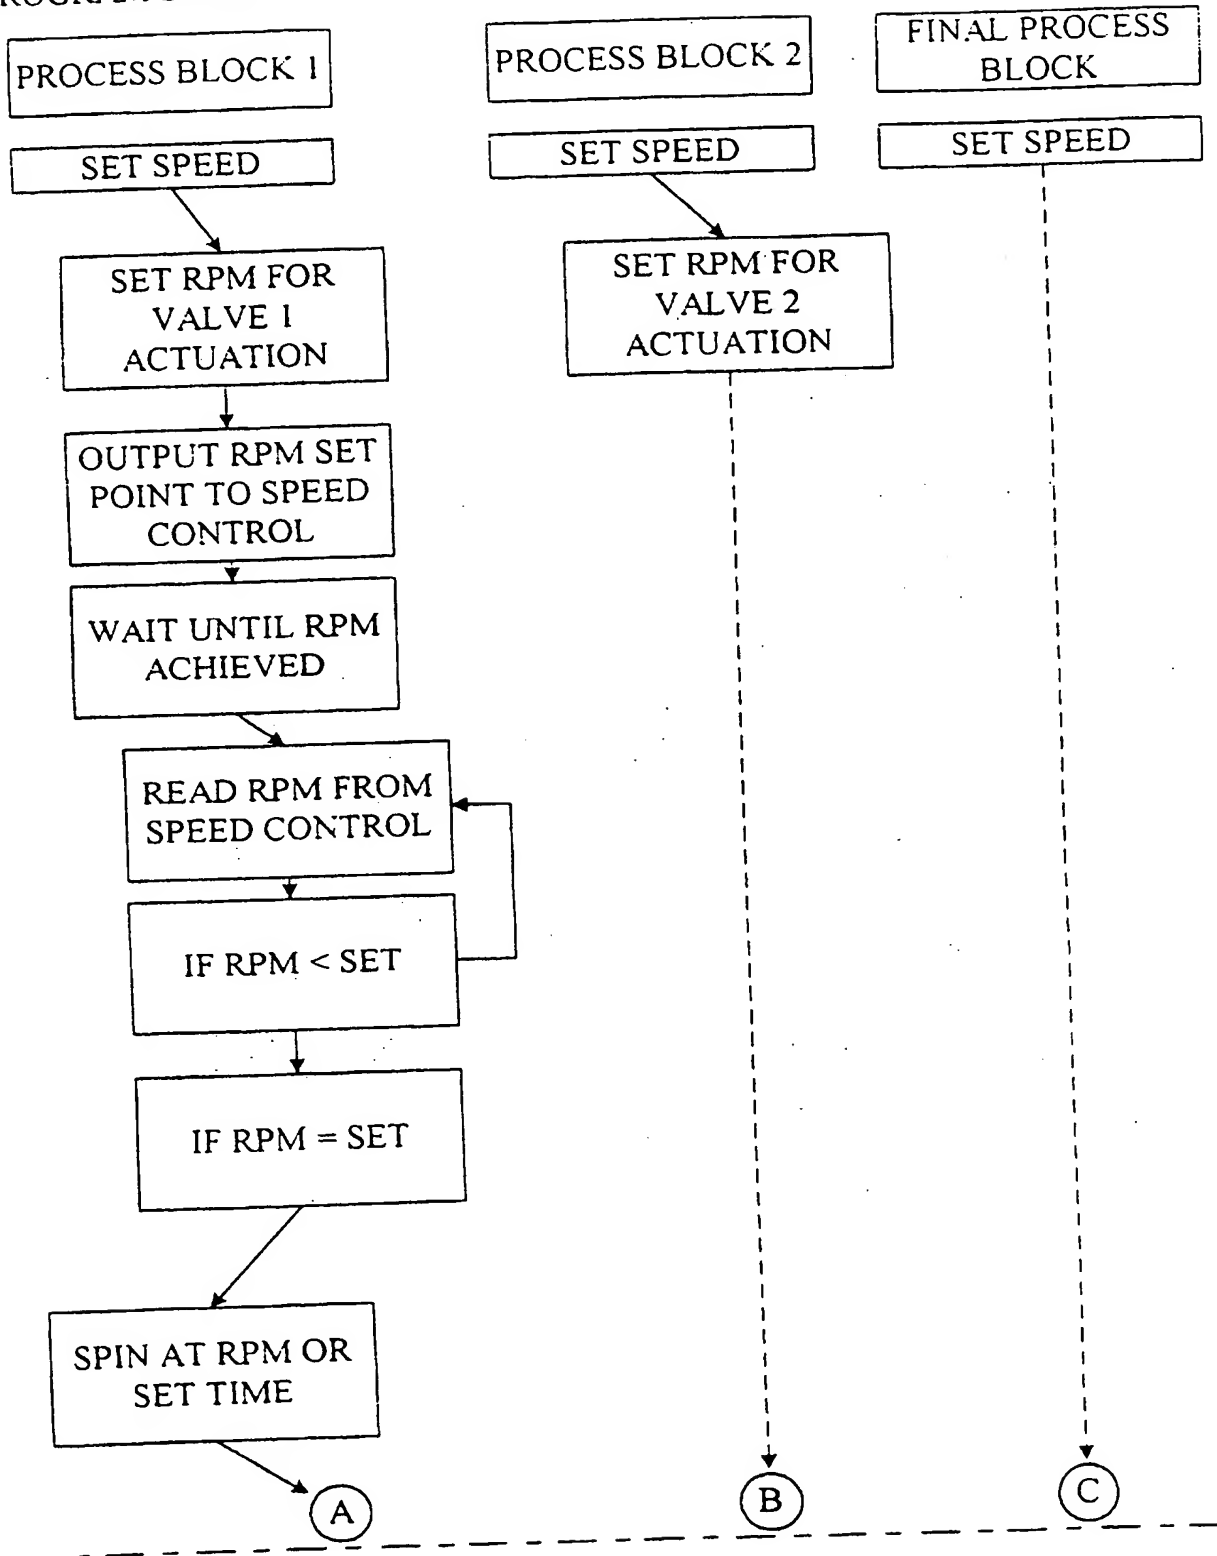 PROCESS BLOCK 1
SET SPEED
SET RPM FOR
VALVE 1
ACTUATION
OUTPUT RPM SET
POINT TO SPEED
CONTROL
WAIT UNTIL RPM
ACHIEVED
READ RPM FROM
SPEED CONTROL
IF RPM < SET
IF RPM = SET
SPIN AT RPM OR
SET TIME
A
PROCESS BLOCK 2
SET SPEED
SET RPM FOR
VALVE 2
ACTUATION
B
FINAL PROCESS
BLOCK
SET SPEED
C